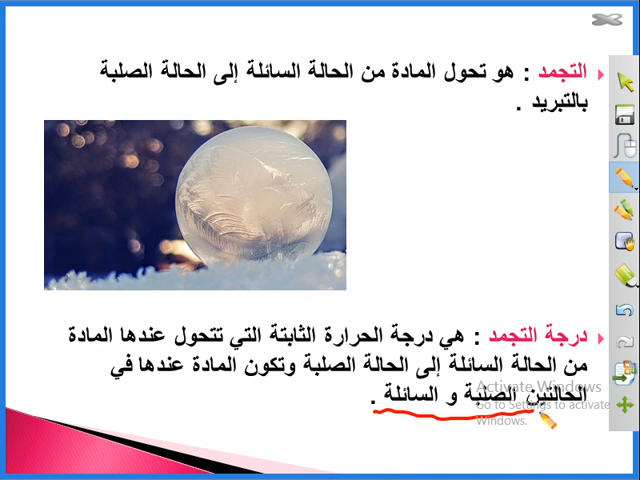 التجمد : هو تحول المادة من الحالة السائلة إلى الحالة الصلبة
بالتبريد .
درجة التجمد : هي درجة الحرارة الثابتة التي تتحول عندها المادة
من الحالة السائلة إلى الحالة الصلبة وتكون المادة عندها في
الحالتين الصلبة و السائلة .
Activate Windows
Go to Settings to activate
Windows.